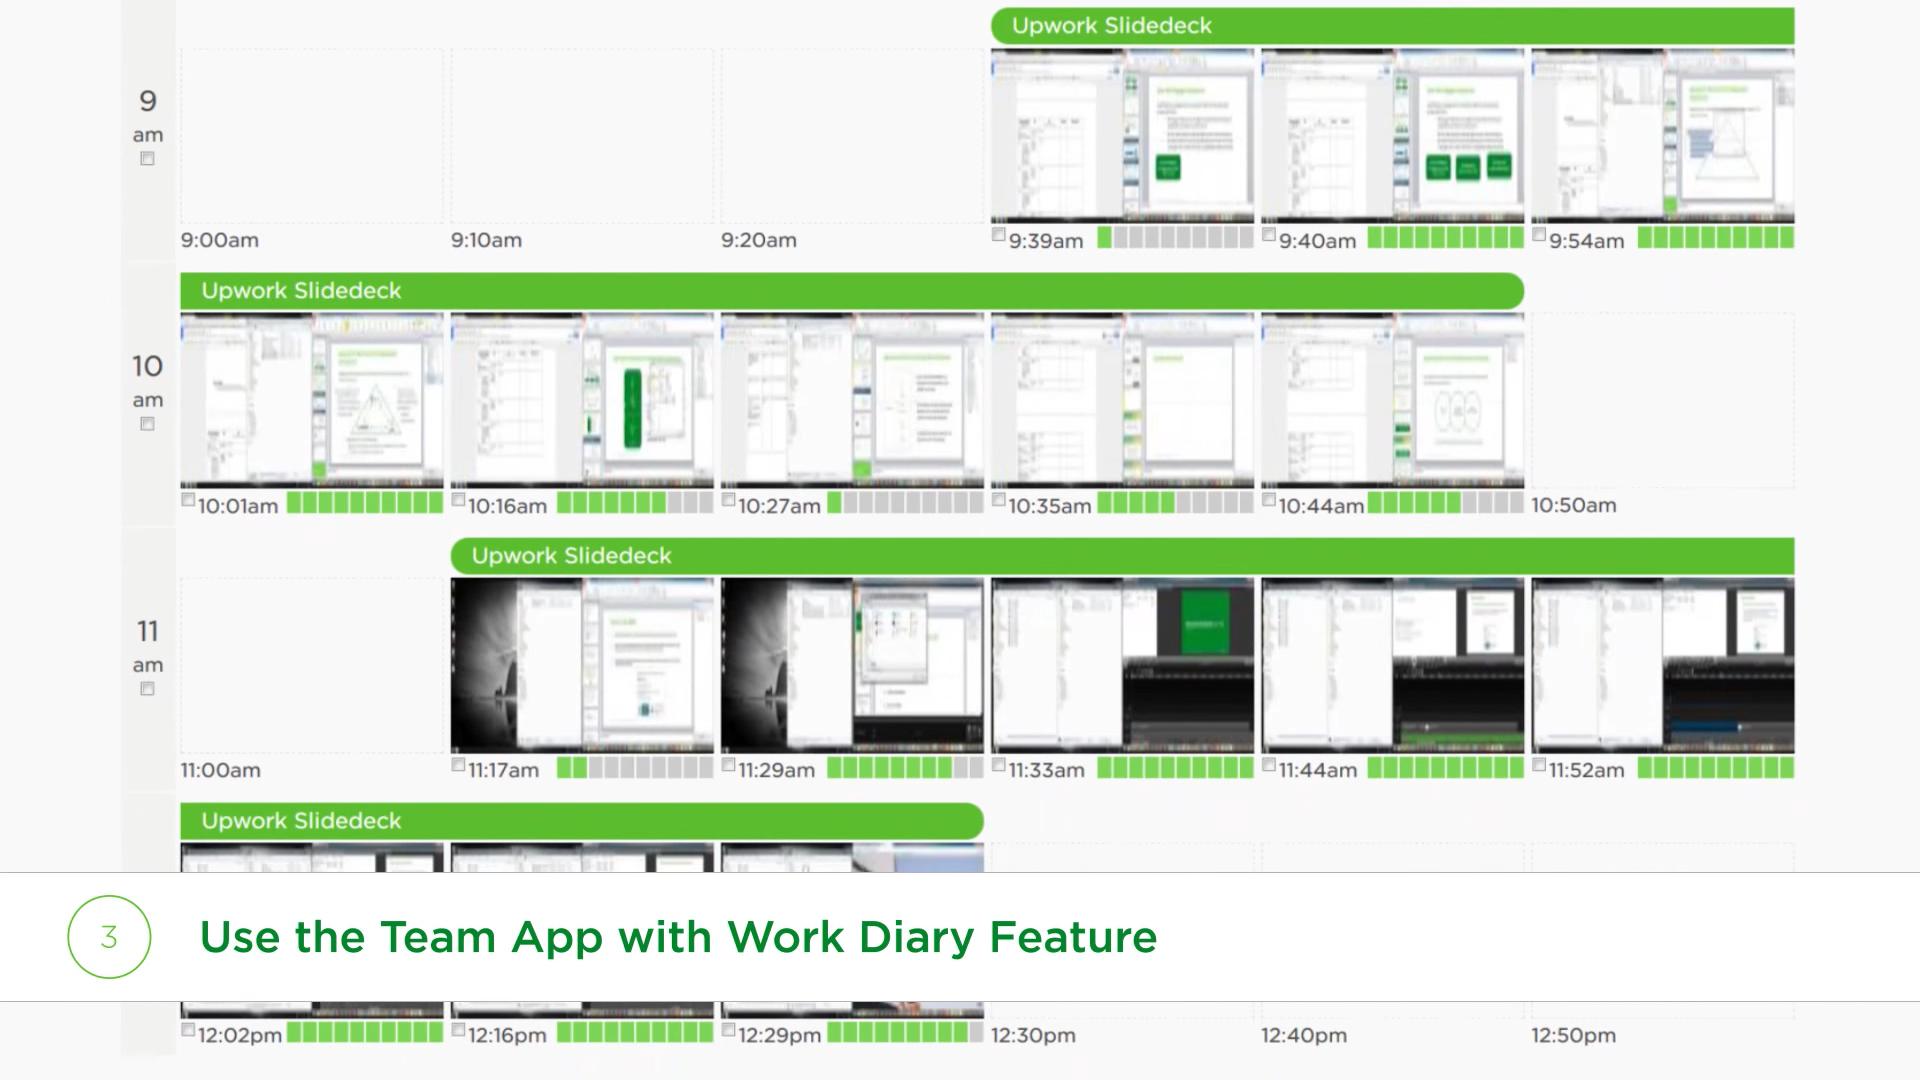 Upwork Slidedeck
9
am
9:00am
9:10am
9:20am
9:39am
9:40am
9:54am
Upwork Slidedeck
10
am
10:01am
10:16am
10:27am
10:35am
10:44am
10:50am
Upwork Slidedeck
11
am
11:00am
11:17am
11:29am
11:33am
11:44am
11:52am
Upwork Slidedeck
3
Use the Team App with Work Diary Feature
12:02pm
12:16pm
12:29pm
12:30pm
12:40pm
12:50pm